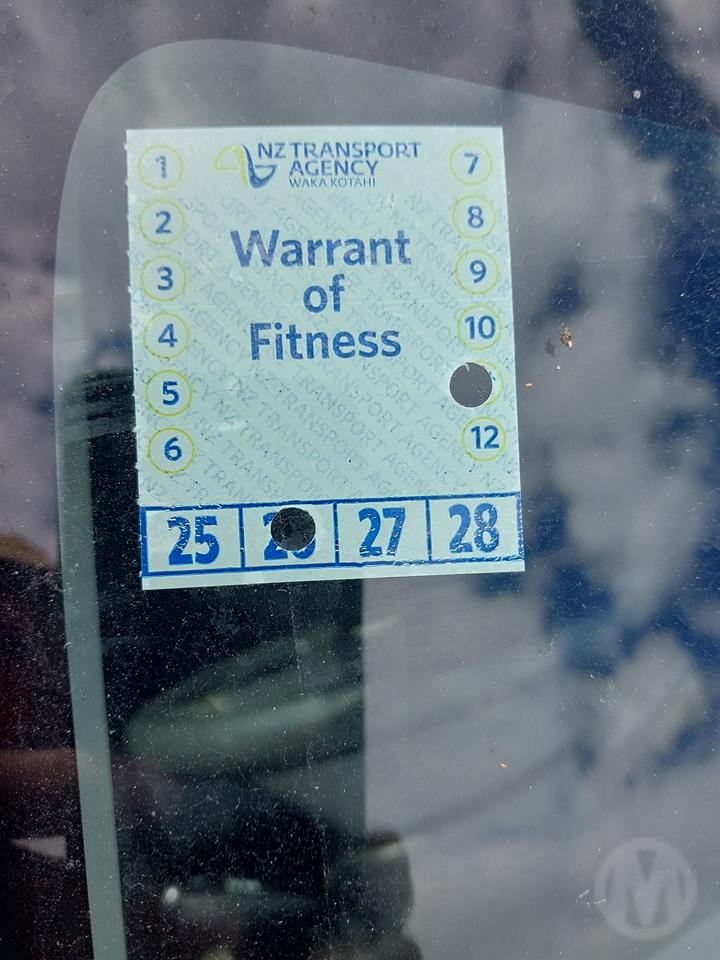 NZ TRANSPORT
AGENCY
WAKA KOTAHI
Warrant
of
Fitness
1
2
3
4
5
6
7
8
9
10
12
25 27 28
M